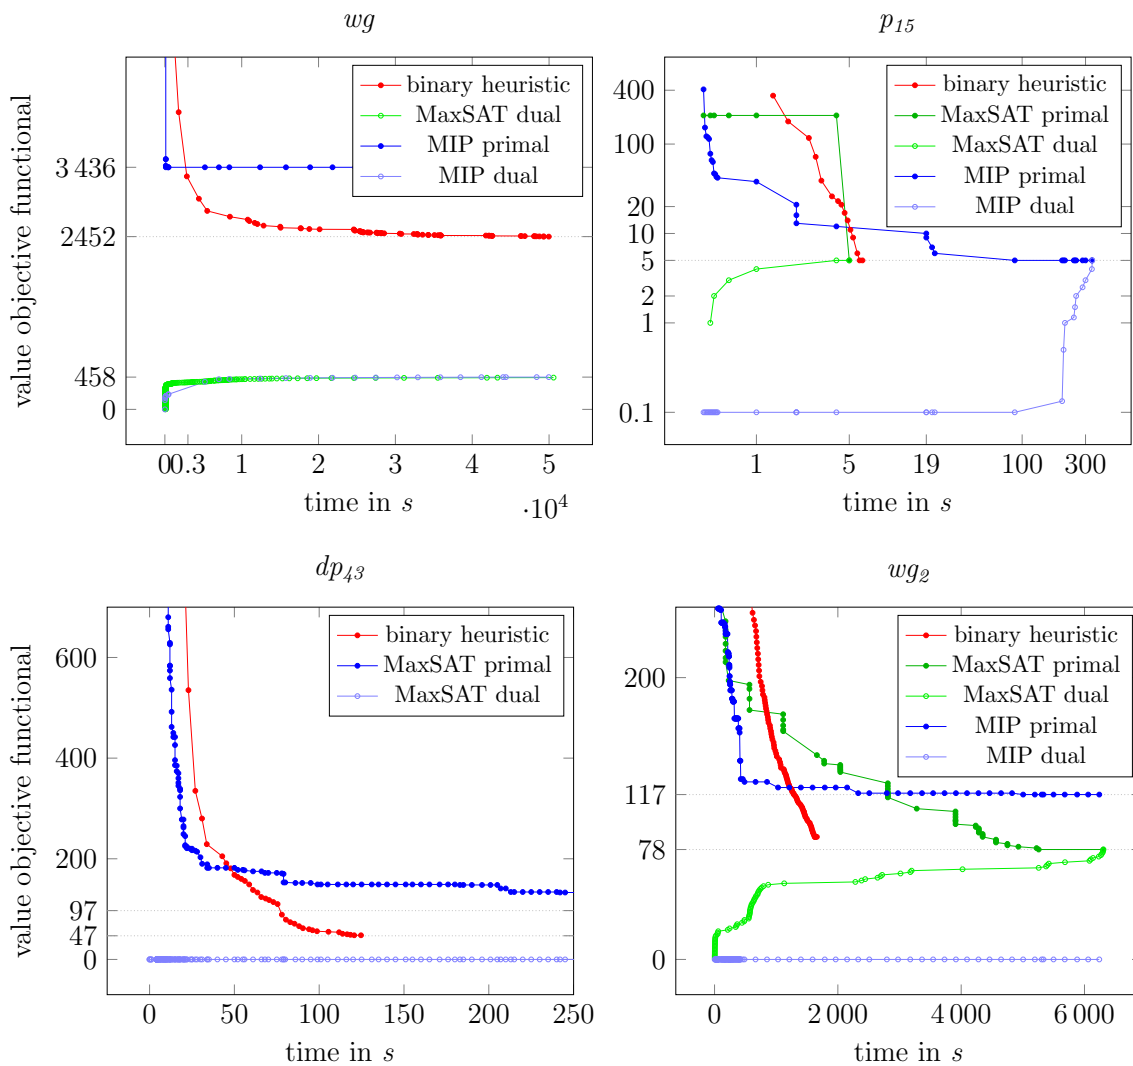 wg
value objective functional
3 436
2452
458
0
binary heuristic
MaxSAT dual
MIP primal
MIP dual
0 0.3 1 2 3 4 5
time in s
·10⁴
p₁₅
400
100
20
10
5
2
1
0.1
binary heuristic
MaxSAT primal
MaxSAT dual
MIP primal
MIP dual
1 5 19 100 300
time in s
dp₄₃
value objective functional
600
400
200
97
47
0
binary heuristic
MaxSAT primal
MaxSAT dual
0 50 100 150 200 250
time in s
wg₂
200
117
78
0
binary heuristic
MaxSAT primal
MaxSAT dual
MIP primal
MIP dual
0 2 000 4 000 6 000
time in s